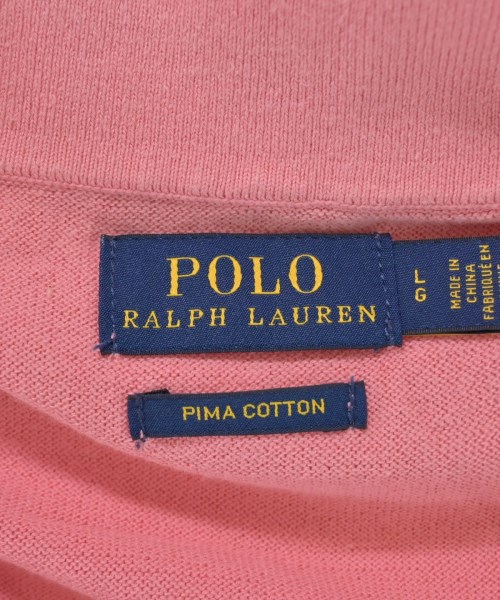 POLO
RALPH LAUREN
L
G
MADE IN
CHINA
FABRIQUÉ EN
PIMA COTTON